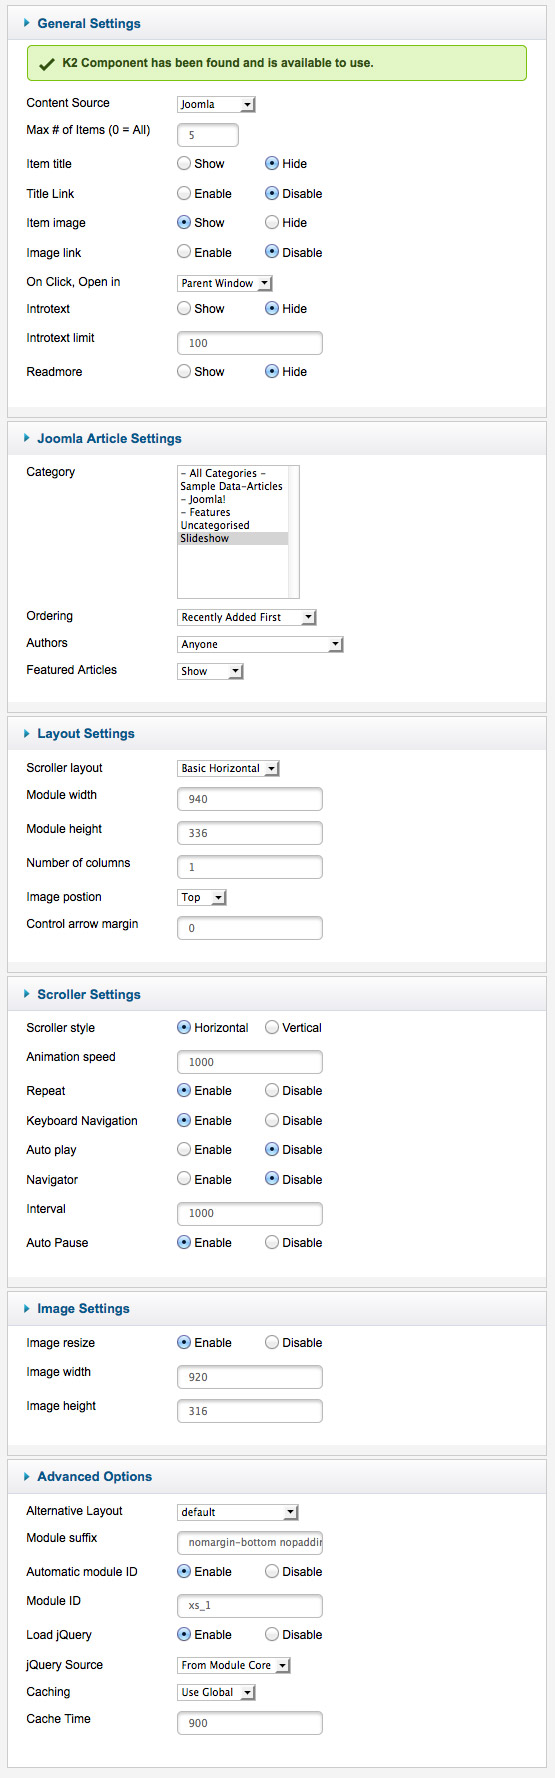 General Settings
K2 Component has been found and is available to use.
Content Source Joomla
Max # of Items (0 = All) 5
Item title Show Hide
Title Link Enable Disable
Item image Show Hide
Image link Enable Disable
On Click, Open in Parent Window
Introtext Show Hide
Introtext limit 100
Readmore Show Hide
Joomla Article Settings
Category - All Categories -
Sample Data-Articles
- Joomla!
- Features
Uncategorised
Slideshow
Ordering Recently Added First
Authors Anyone
Featured Articles Show
Layout Settings
Scroller layout Basic Horizontal
Module width 940
Module height 336
Number of columns 1
Image postion Top
Control arrow margin 0
Scroller Settings
Scroller style Horizontal Vertical
Animation speed 1000
Repeat Enable Disable
Keyboard Navigation Enable Disable
Auto play Enable Disable
Navigator Enable Disable
Interval 1000
Auto Pause Enable Disable
Image Settings
Image resize Enable Disable
Image width 920
Image height 316
Advanced Options
Alternative Layout default
Module suffix nomargin-bottom nopaddin
Automatic module ID Enable Disable
Module ID xs_1
Load jQuery Enable Disable
jQuery Source From Module Core
Caching Use Global
Cache Time 900